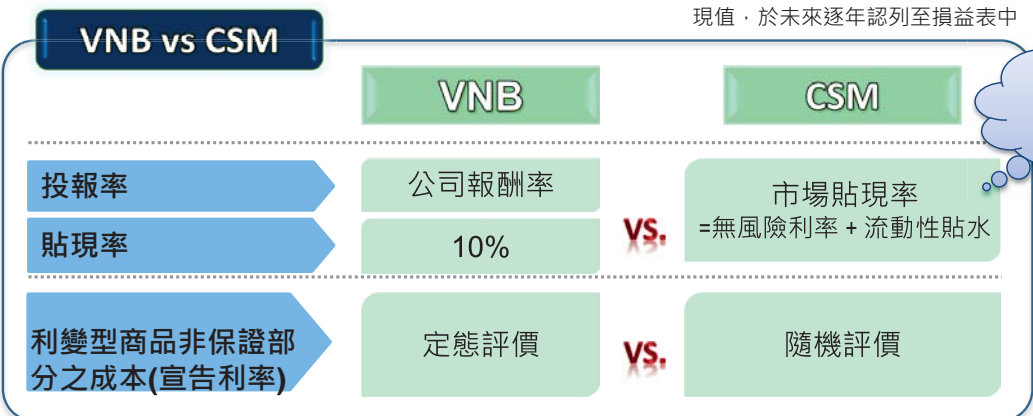 現值，於未來逐年認列至損益表中
VNB vs CSM
VNB
CSM
投報率
公司報酬率
貼現率
10%
vs.
市場貼現率
=無風險利率 + 流動性貼水
利變型商品非保證部
分之成本(宣告利率)
定態評價
vs.
隨機評價